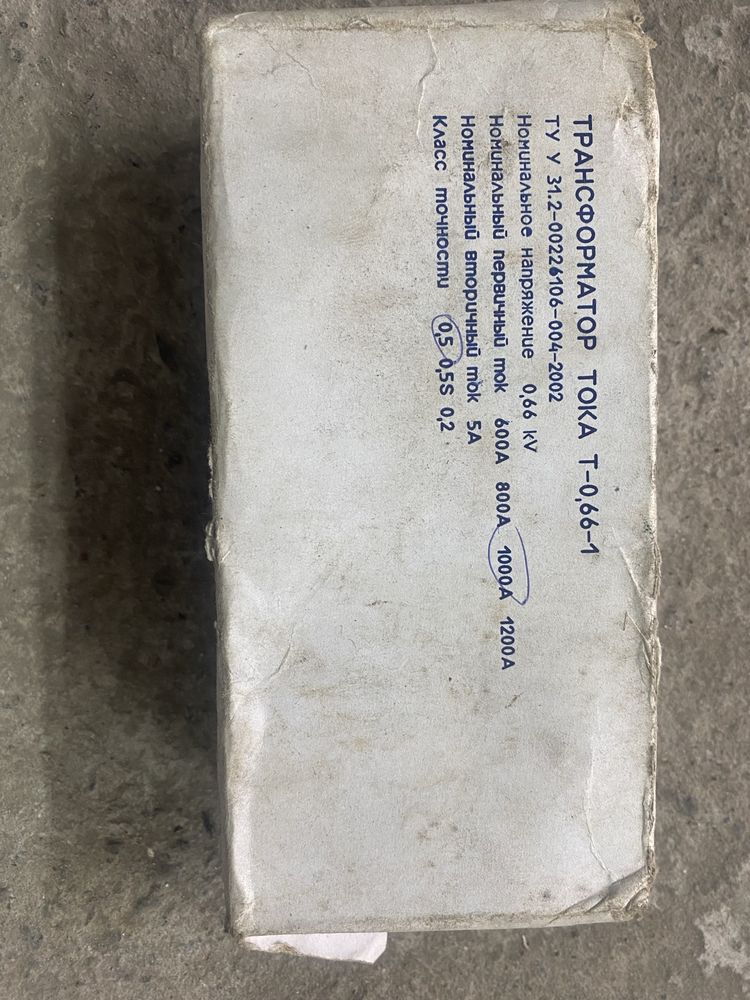 ТРАНСФОРМАТОР ТОКА Т-0,66-1
ТУ У 31.2-00226106-004-2002
Номинальное напряжение 0,66 kV
Номинальный первичный ток 600А 800А 1000А 1200А
Номинальный вторичный ток 5А
Класс точности 0,5 0,5S 0,2